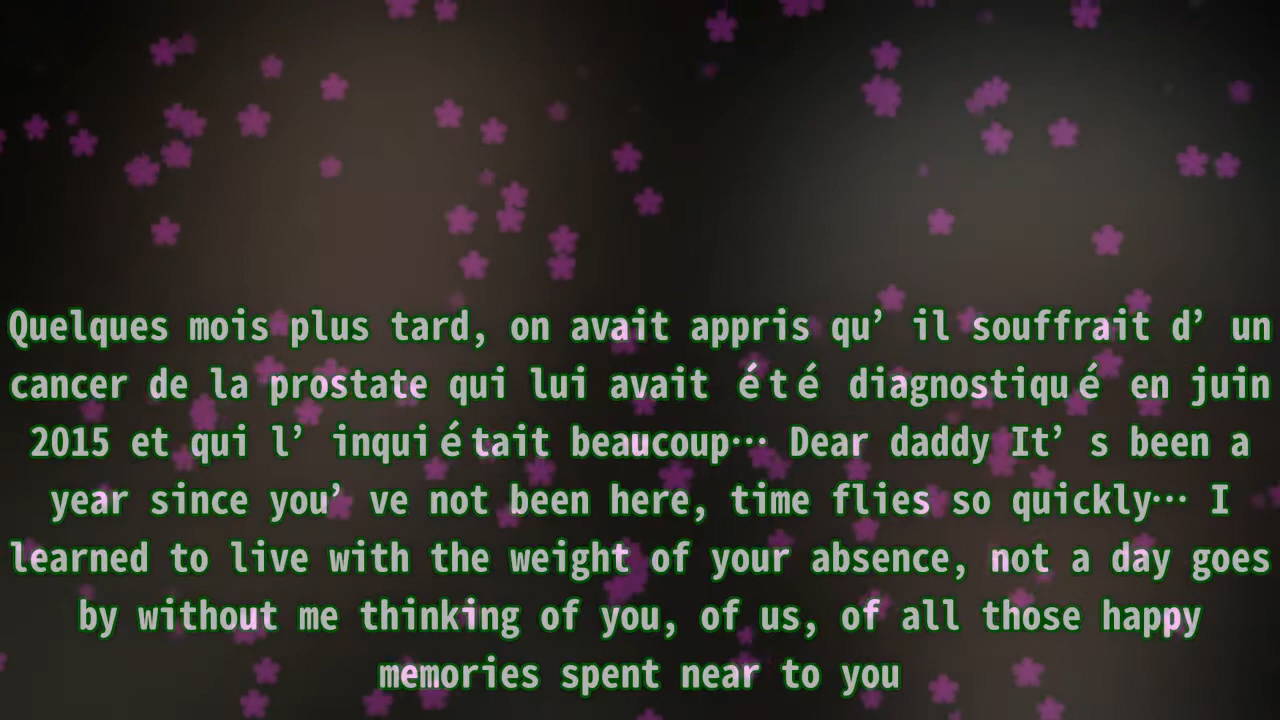 Quelques mois plus tard, on avait appris qu’ il souffrait d’ un
cancer de la prostate qui lui avait été diagnostiqué en juin
2015 et qui l’ inquiétait beaucoup… Dear daddy It’ s been a
year since you’ ve not been here, time flies so quickly… I
learned to live with the weight of your absence, not a day goes
by without me thinking of you, of us, of all those happy
memories spent near to you